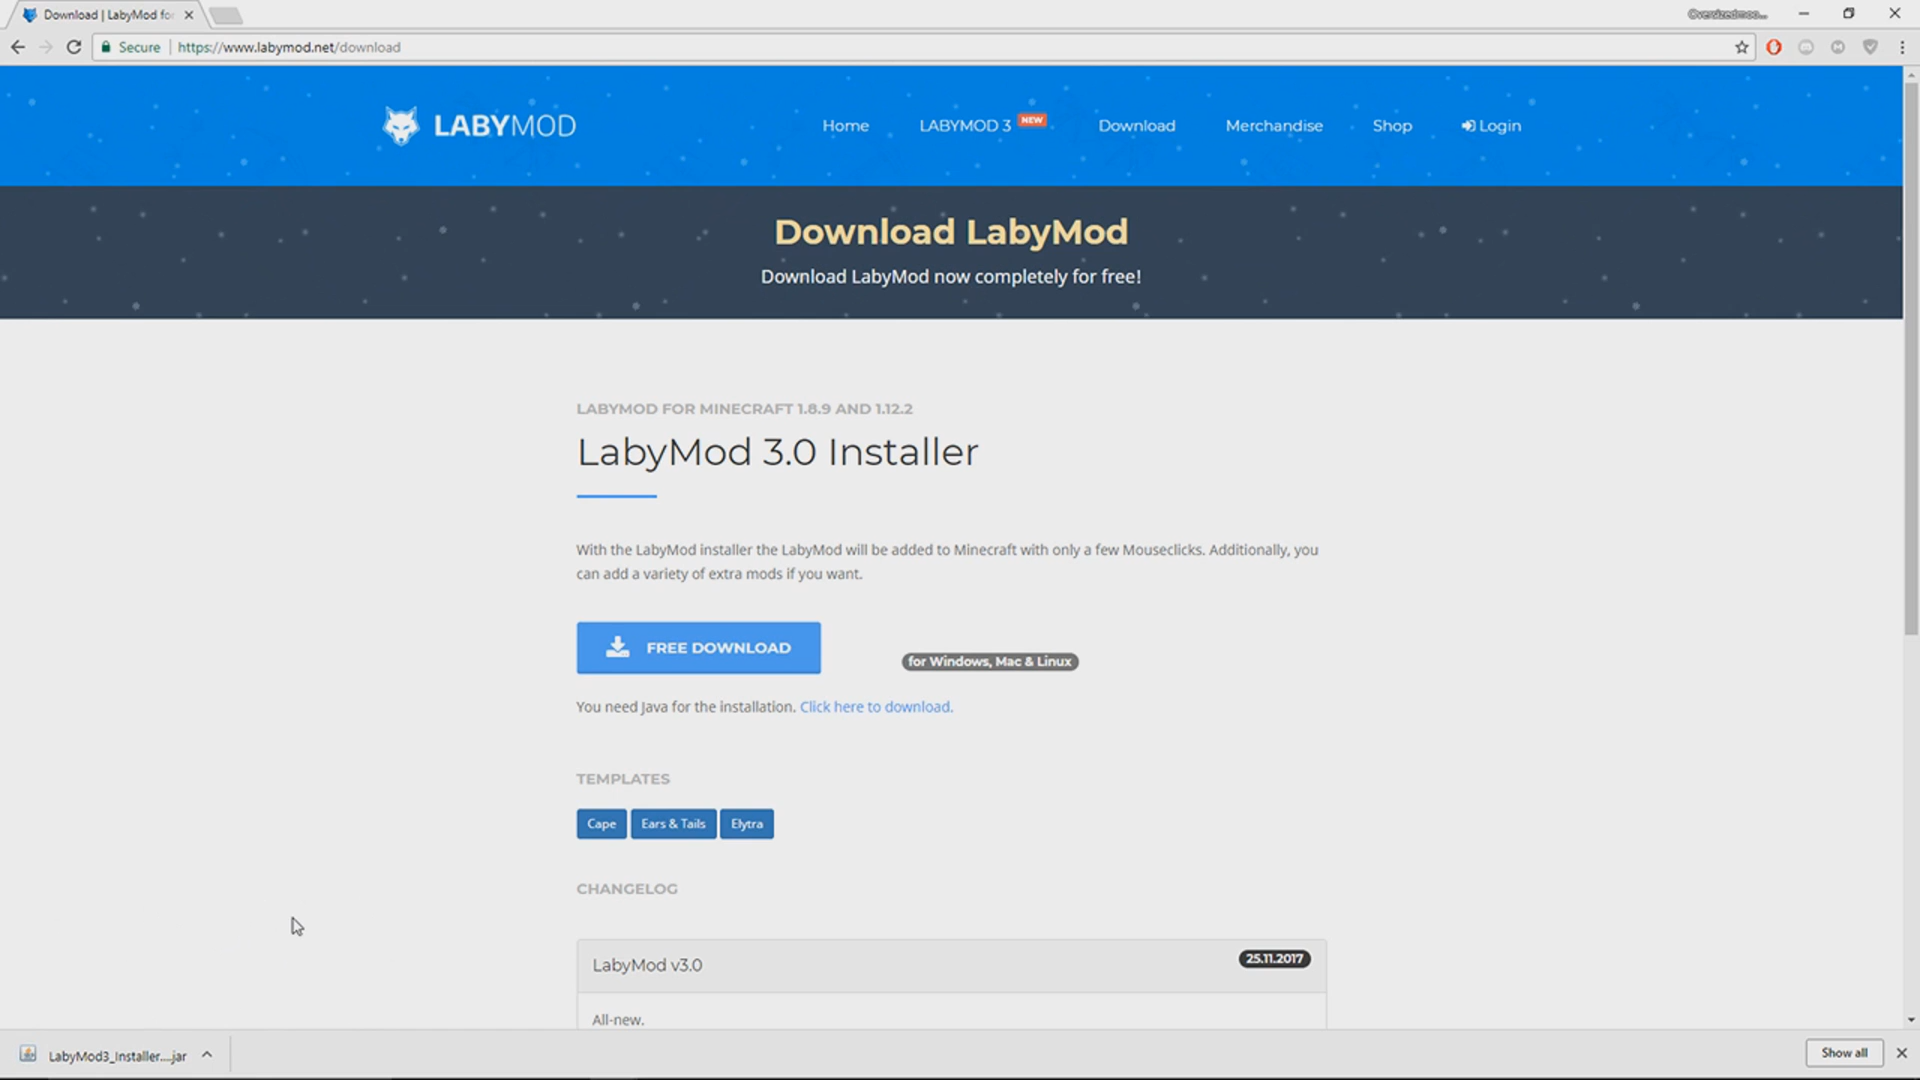 Download | LabyMod for
Secure
https://www.labymod.net/download
LABYMOD
Home
LABYMOD 3
NEW
Download
Merchandise
Shop
Login
Download LabyMod
Download LabyMod now completely for free!
LABYMOD FOR MINECRAFT 1.8.9 AND 1.12.2
LabyMod 3.0 Installer
With the LabyMod installer the LabyMod will be added to Minecraft with only a few Mouseclicks. Additionally, you
can add a variety of extra mods if you want.
FREE DOWNLOAD
for Windows, Mac & Linux
You need Java for the installation. Click here to download.
TEMPLATES
Cape
Ears & Tails
Elytra
CHANGELOG
LabyMod v3.0
25.11.2017
All-new.
LabyMod3_Installer....jar
Show all